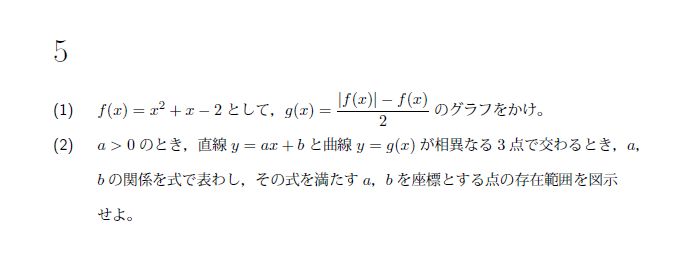 5
(1) f(x) = x² + x − 2 として, g(x) = (|f(x)| − f(x))/2 のグラフをかけ。
(2) a > 0 のとき, 直線 y = ax + b と曲線 y = g(x) が相異なる 3 点で交わるとき, a,
b の関係を式で表わし, その式を満たす a, b を座標とする点の存在範囲を図示
せよ。